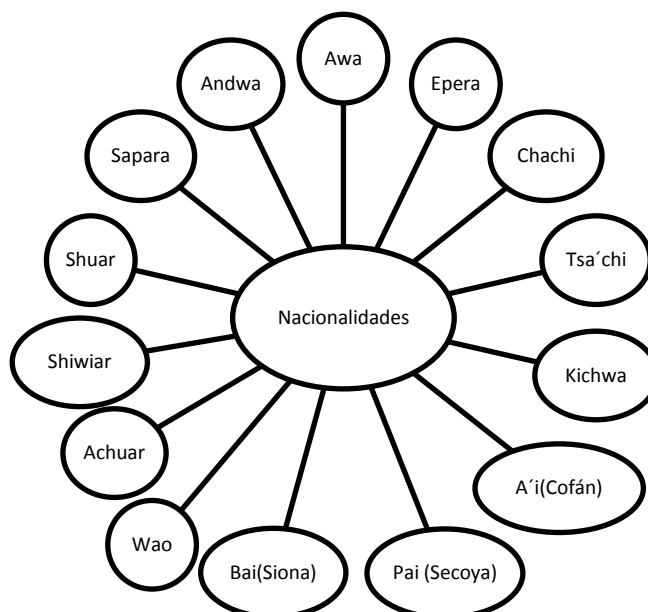 Awa
Epera
Andwa
Chachi
Sapara
Tsa´chi
Shuar
Nacionalidades
Shiwiar
Kichwa
Achuar
A´i(Cofán)
Wao
Bai(Siona)
Pai (Secoya)